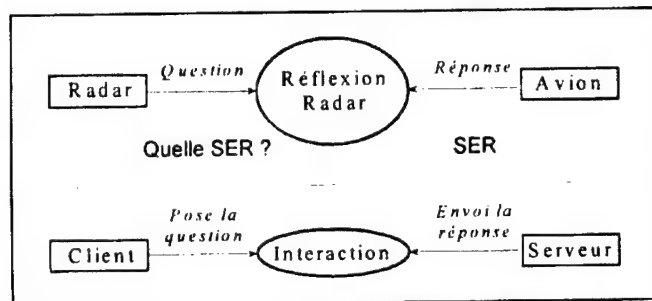 Question
Réponse
Radar
Réflexion
Radar
Avion
Quelle SER ?
SER
Pose la
question
Envoi la
réponse
Client
Interaction
Serveur